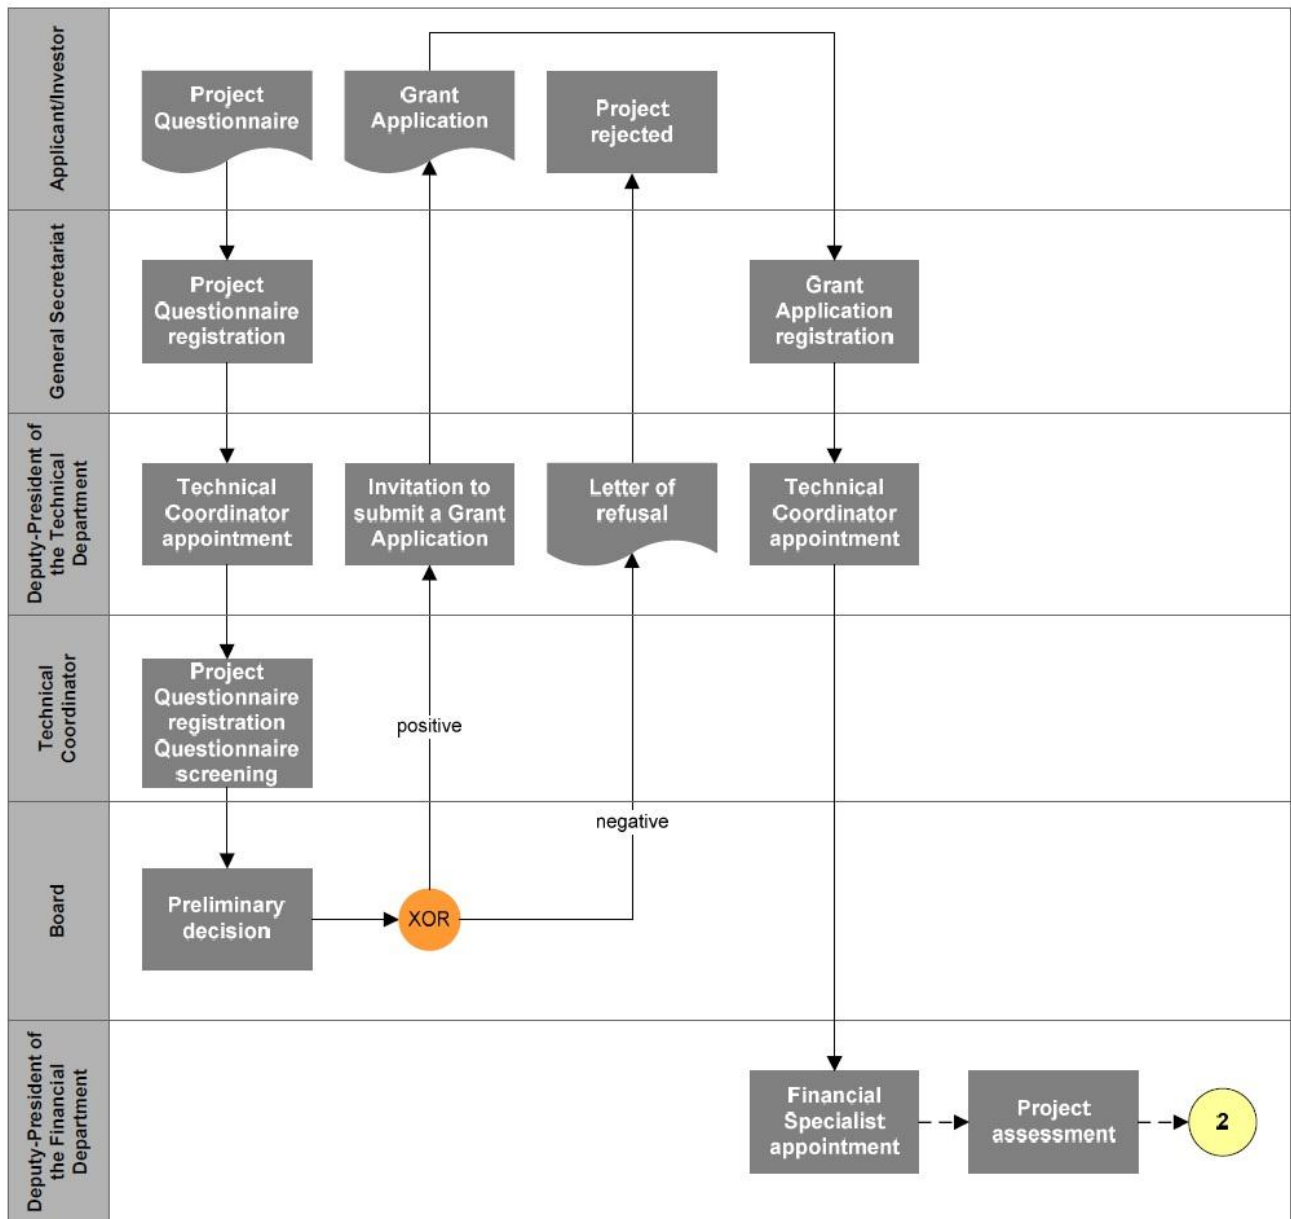 Applicant/Investor
Project
Questionnaire
Grant
Application
Project
rejected
General Secretariat
Project
Questionnaire
registration
Grant
Application
registration
Deputy-President of
the Technical
Department
Technical
Coordinator
appointment
Invitation to
submit a Grant
Application
Letter of
refusal
Technical
Coordinator
appointment
Technical
Coordinator
Project
Questionnaire
registration
Questionnaire
screening
positive
Board
negative
Preliminary
decision
XOR
Deputy-President of
the Financial
Department
Financial
Specialist
appointment
Project
assessment
2